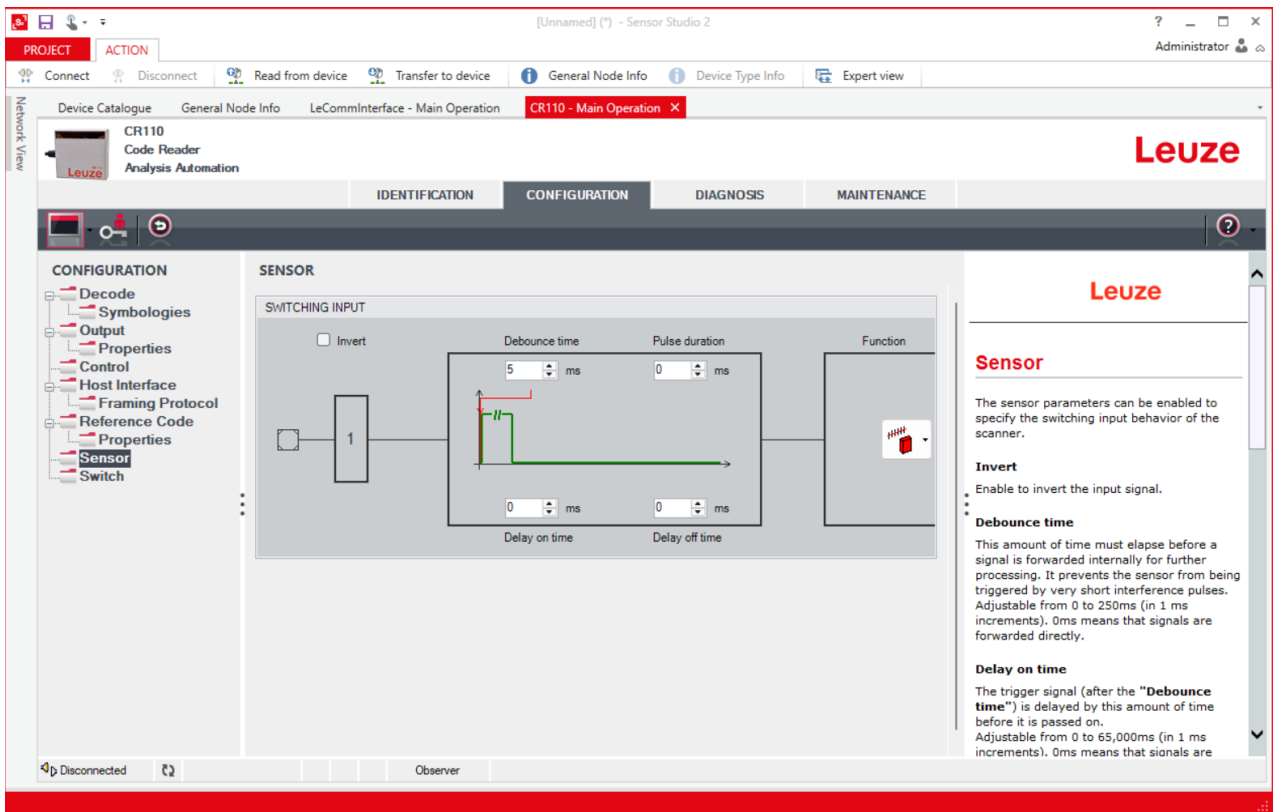 [Unnamed] (*) - Sensor Studio 2
?
PROJECT
ACTION
Administrator
Connect
Disconnect
Read from device
Transfer to device
General Node Info
Device Type Info
Expert view
Network View
Device Catalogue
General Node Info
LeCommInterface - Main Operation
CR110 - Main Operation
CR110
Code Reader
Analysis Automation
Leuze
Leuze
IDENTIFICATION
CONFIGURATION
DIAGNOSIS
MAINTENANCE
?
CONFIGURATION
Decode
Symbologies
Output
Properties
Control
Host Interface
Framing Protocol
Reference Code
Properties
Sensor
Switch
SENSOR
SWITCHING INPUT
Invert
Debounce time
Pulse duration
Function
5 ms
0 ms
1
0 ms
0 ms
Delay on time
Delay off time
Leuze
Sensor
The sensor parameters can be enabled to
specify the switching input behavior of the
scanner.
Invert
Enable to invert the input signal.
Debounce time
This amount of time must elapse before a
signal is forwarded internally for further
processing. It prevents the sensor from being
triggered by very short interference pulses.
Adjustable from 0 to 250ms (in 1 ms
increments). 0ms means that signals are
forwarded directly.
Delay on time
The trigger signal (after the "Debounce
time") is delayed by this amount of time
before it is passed on.
Adjustable from 0 to 65,000ms (in 1 ms
increments). 0ms means that signals are
Disconnected
Observer